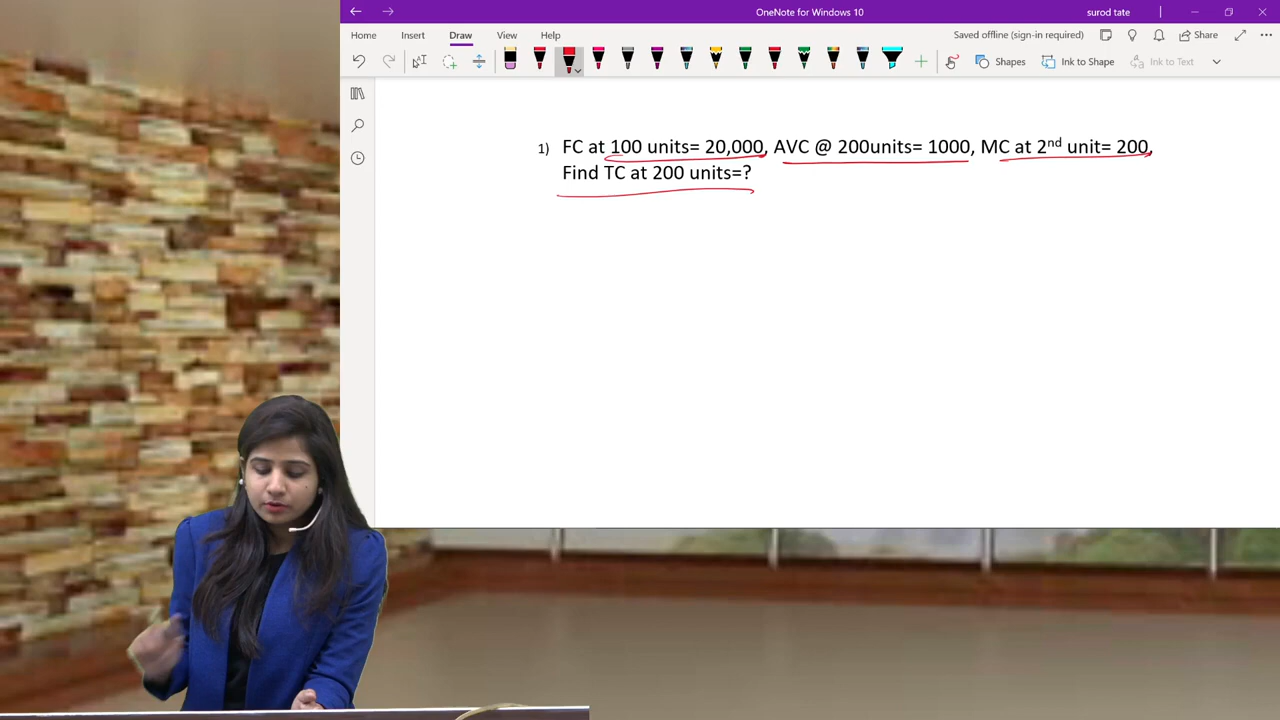 OneNote for Windows 10
surod tate
Home Insert Draw View Help
Saved offline (sign-in required)
Share
Shapes
Ink to Shape
Ink to Text
1) FC at 100 units= 20,000, AVC @ 200units= 1000, MC at 2nd unit= 200,
Find TC at 200 units=?